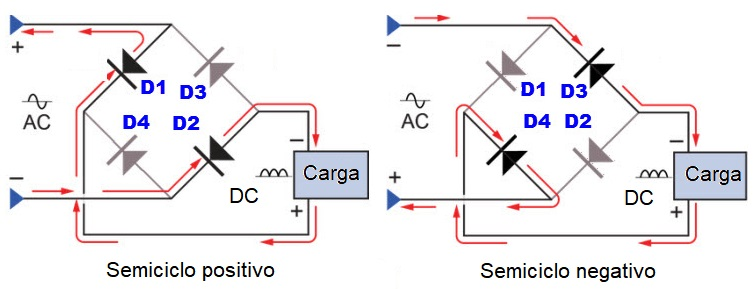 +
−
D1
D3
AC
D4
D2
−
Carga
−
DC
+
Semiciclo positivo
−
D1
D3
AC
D4
D2
−
Carga
+
DC
+
Semiciclo negativo